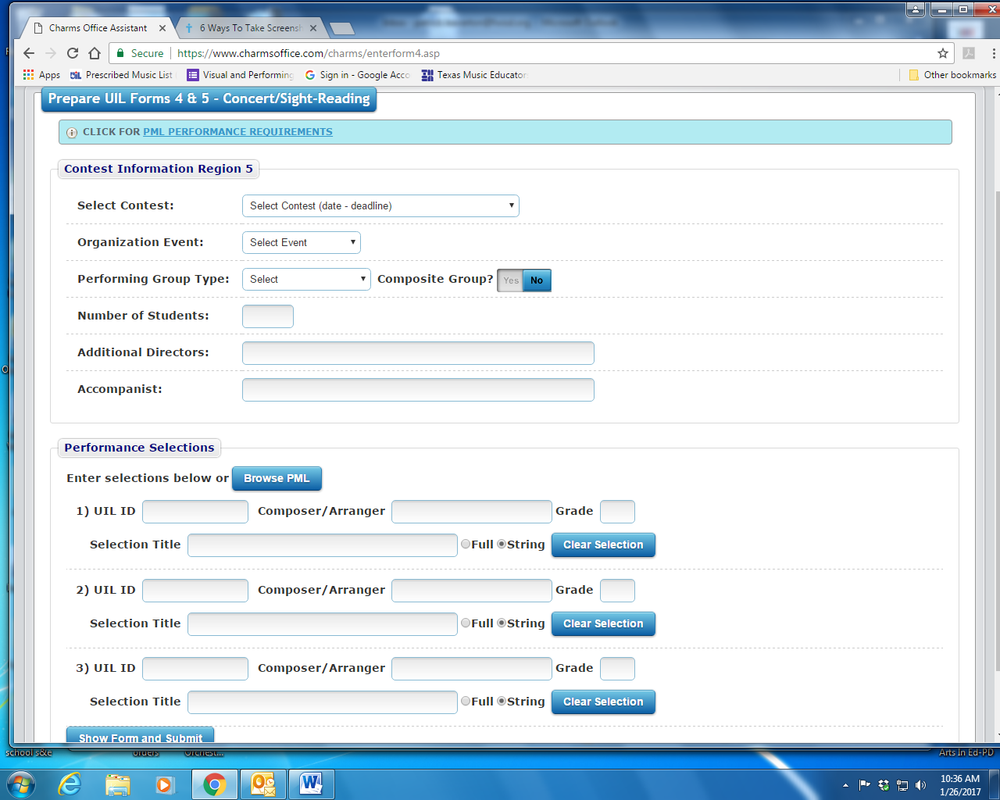 Charms Office Assistant
6 Ways To Take Screensh
Secure
https://www.charmsoffice.com/charms/enterform4.asp
Apps
Prescribed Music List
Visual and Performing
Sign in - Google Acco
Texas Music Educator
Other bookmarks
Prepare UIL Forms 4 & 5 - Concert/Sight-Reading
CLICK FOR PML PERFORMANCE REQUIREMENTS
Contest Information Region 5
Select Contest: Select Contest (date - deadline)
Organization Event: Select Event
Performing Group Type: Select Composite Group? Yes No
Number of Students:
Additional Directors:
Accompanist:
Performance Selections
Enter selections below or Browse PML
1) UIL ID Composer/Arranger Grade
Selection Title Full String Clear Selection
2) UIL ID Composer/Arranger Grade
Selection Title Full String Clear Selection
3) UIL ID Composer/Arranger Grade
Selection Title Full String Clear Selection
Show Form and Submit
school s&e
orders
Orchest...
Arts In Ed-PD
10:36 AM
1/26/2017